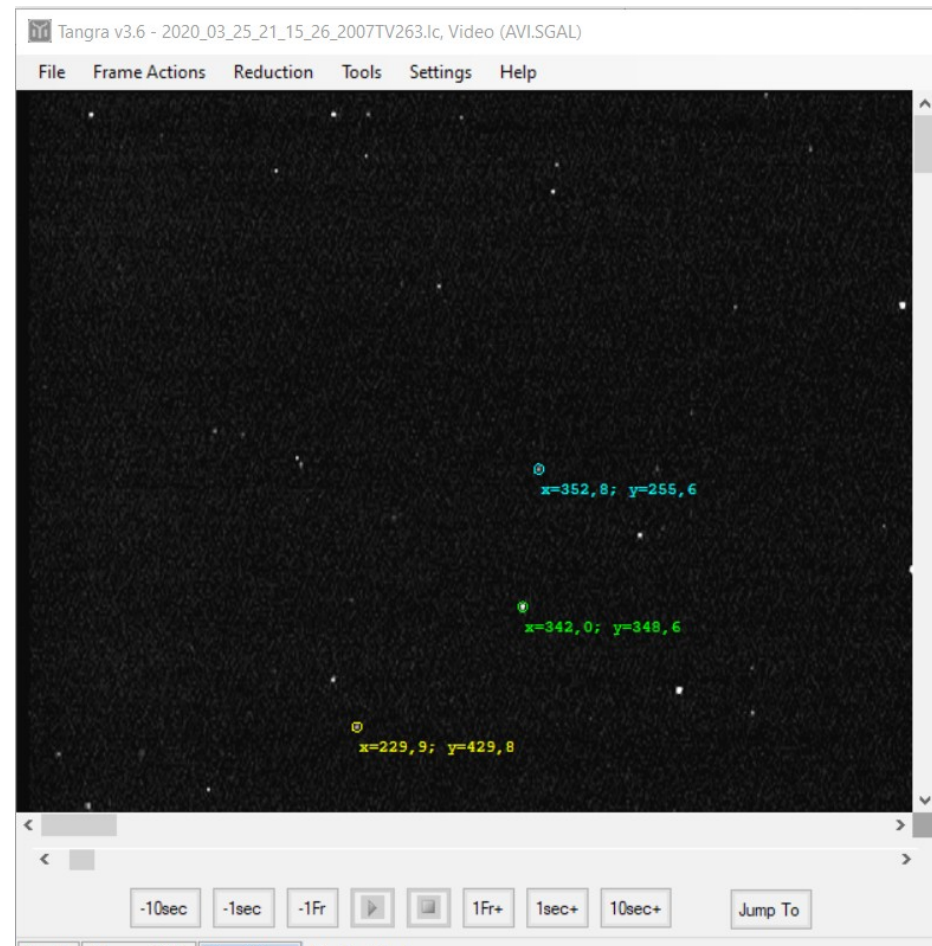 Tangra v3.6 - 2020_03_25_21_15_26_2007TV263.lc, Video (AVI.SGAL)
File Frame Actions Reduction Tools Settings Help
x=352,8; y=255,6
x=342,0; y=348,6
x=229,9; y=429,8
-10sec -1sec -1Fr 1Fr+ 1sec+ 10sec+ Jump To